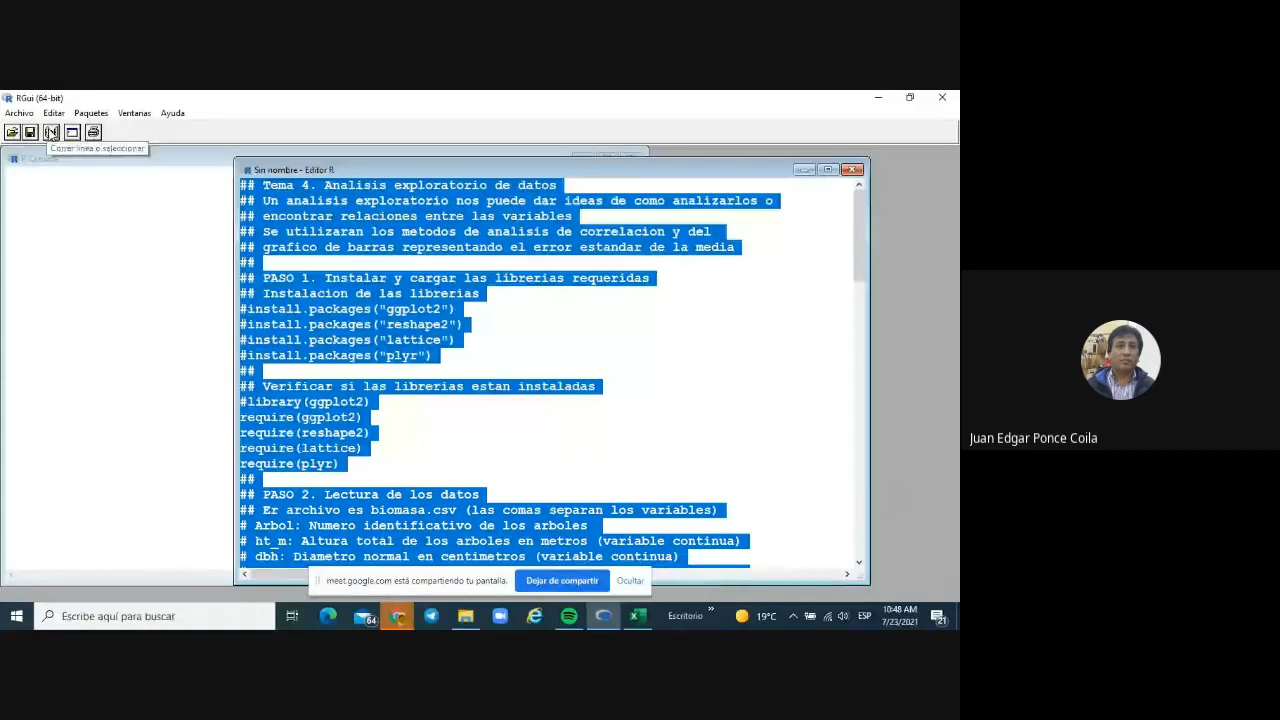 RGui (64-bit)
Archivo Editar Paquetes Ventanas Ayuda
Correr linea o seleccionar
Sin nombre - Editor R
## Tema 4. Analisis exploratorio de datos
## Un analisis exploratorio nos puede dar ideas de como analizarlos o
## encontrar relaciones entre las variables
## Se utilizaran los metodos de analisis de correlacion y del
## grafico de barras representando el error estandar de la media
##
## PASO 1. Instalar y cargar las librerias requeridas
## Instalacion de las librerias
#install.packages("ggplot2")
#install.packages("reshape2")
#install.packages("lattice")
#install.packages("plyr")
##
## Verificar si las librerias estan instaladas
#library(ggplot2)
require(ggplot2)
require(reshape2)
require(lattice)
require(plyr)
##
## PASO 2. Lectura de los datos
## Er archivo es biomasa.csv (las comas separan los variables)
# Arbol: Numero identificativo de los arboles
# ht_m: Altura total de los arboles en metros (variable continua)
# dbh: Diametro normal en centimetros (variable continua)
meet.google.com está compartiendo tu pantalla.
Dejar de compartir
Ocultar
Escribe aquí para buscar
64
Escritorio
19°C
ESP
10:48 AM
7/23/2021
21
Juan Edgar Ponce Coila